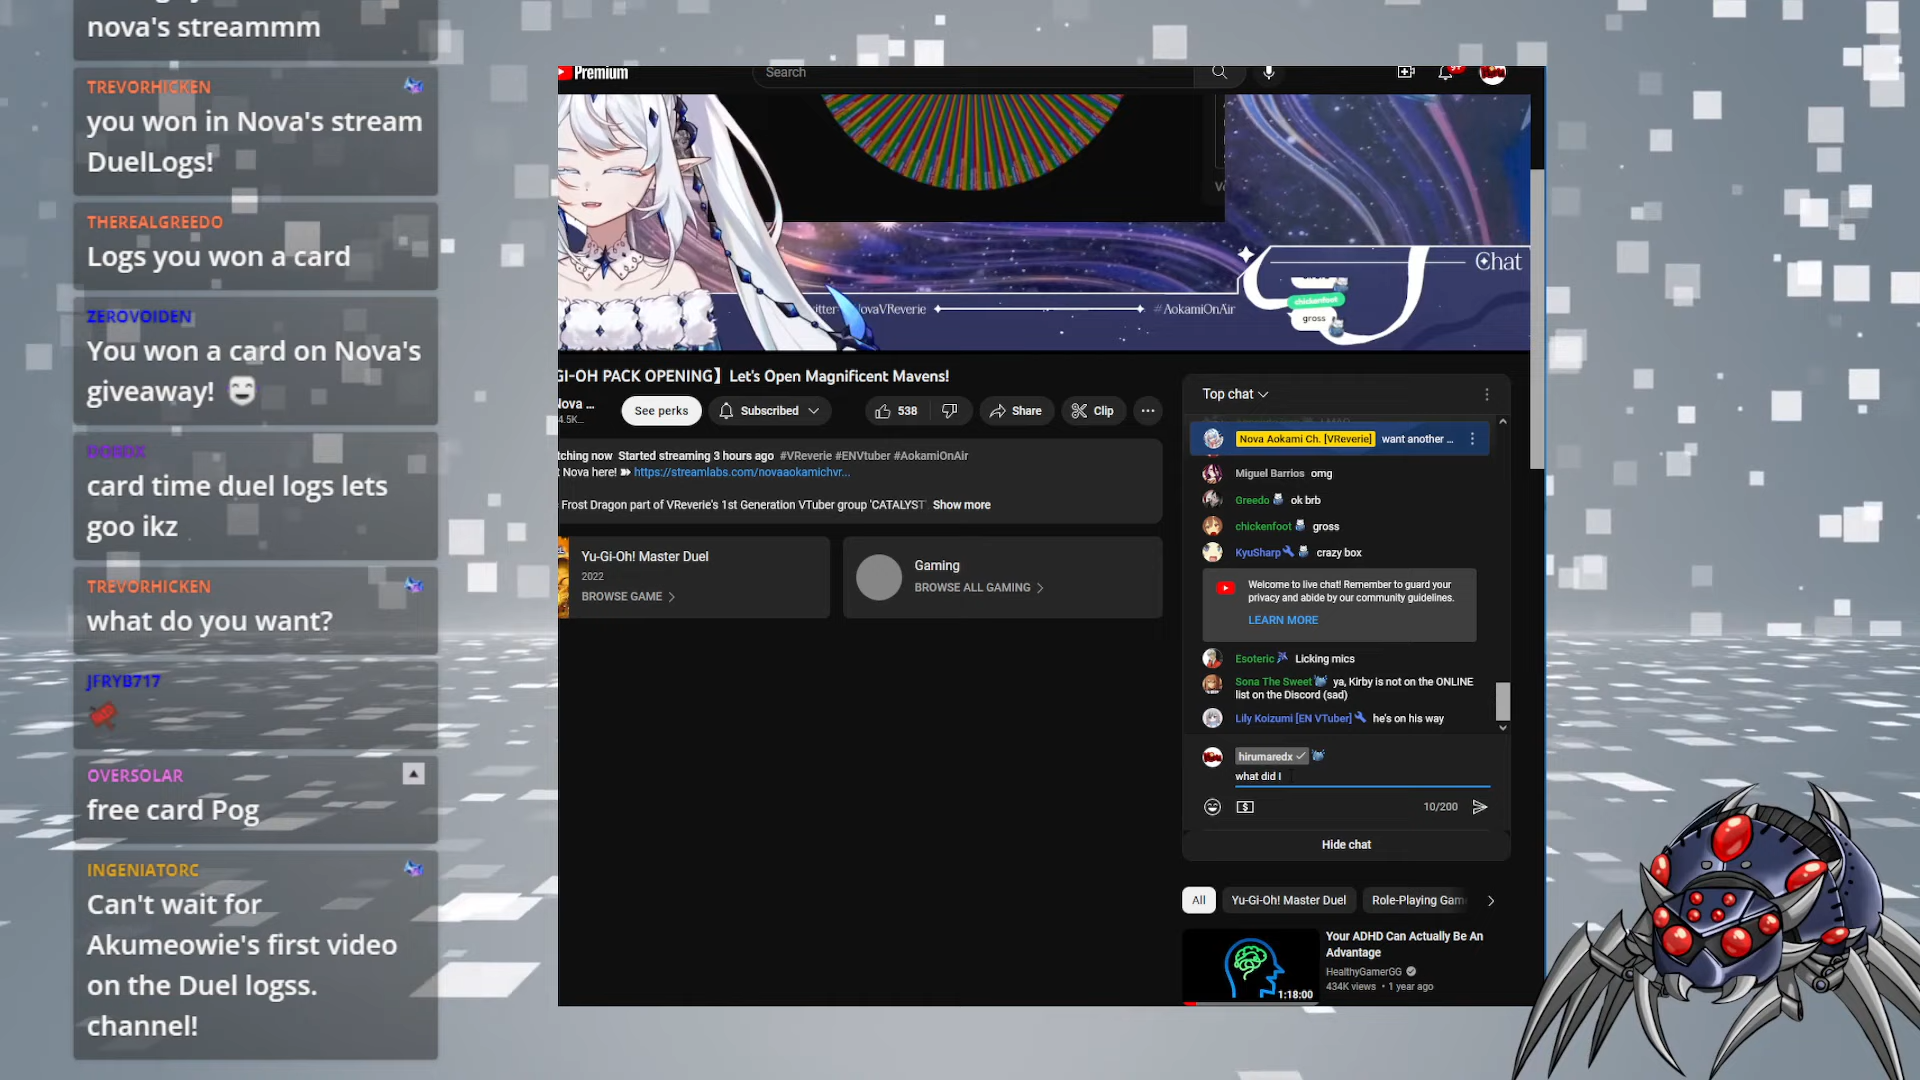 nova's streammm
TREVORHICKEN
you won in Nova's stream
DuelLogs!
THEREALGREEDO
Logs you won a card
ZEROVOIDEN
You won a card on Nova's
giveaway!
card time duel logs lets
goo ikz
TREVORHICKEN
what do you want?
JFRYB717
OVERSOLAR
free card Pog
INGENIATORC
Can't wait for
Akumeowie's first video
on the Duel logss.
channel!
Premium
Search
9+
Chat
chickenfoot
gross
itter
ovaVReverie
#AokamiOnAir
GI-OH PACK OPENING】Let's Open Magnificent Mavens!
Nova ...
4.5K...
See perks
Subscribed
538
Share
Clip
tching now Started streaming 3 hours ago #VReverie #ENVtuber #AokamiOnAir
t Nova here! https://streamlabs.com/novaaokamichvr...
Frost Dragon part of VReverie's 1st Generation VTuber group 'CATALYST' Show more
Yu-Gi-Oh! Master Duel
2022
BROWSE GAME
Gaming
BROWSE ALL GAMING
Top chat
Nova Aokami Ch. [VReverie] want another ...
Miguel Barrios omg
Greedo ok brb
chickenfoot gross
KyuSharp crazy box
Welcome to live chat! Remember to guard your
privacy and abide by our community guidelines.
LEARN MORE
Esoteric Licking mics
Sona The Sweet ya, Kirby is not on the ONLINE
list on the Discord (sad)
Lily Koizumi [EN VTuber] he's on his way
hirumaredx
what did I
10/200
Hide chat
All
Yu-Gi-Oh! Master Duel
Role-Playing Gam
Your ADHD Can Actually Be An
Advantage
HealthyGamerGG
434K views • 1 year ago
1:18:00